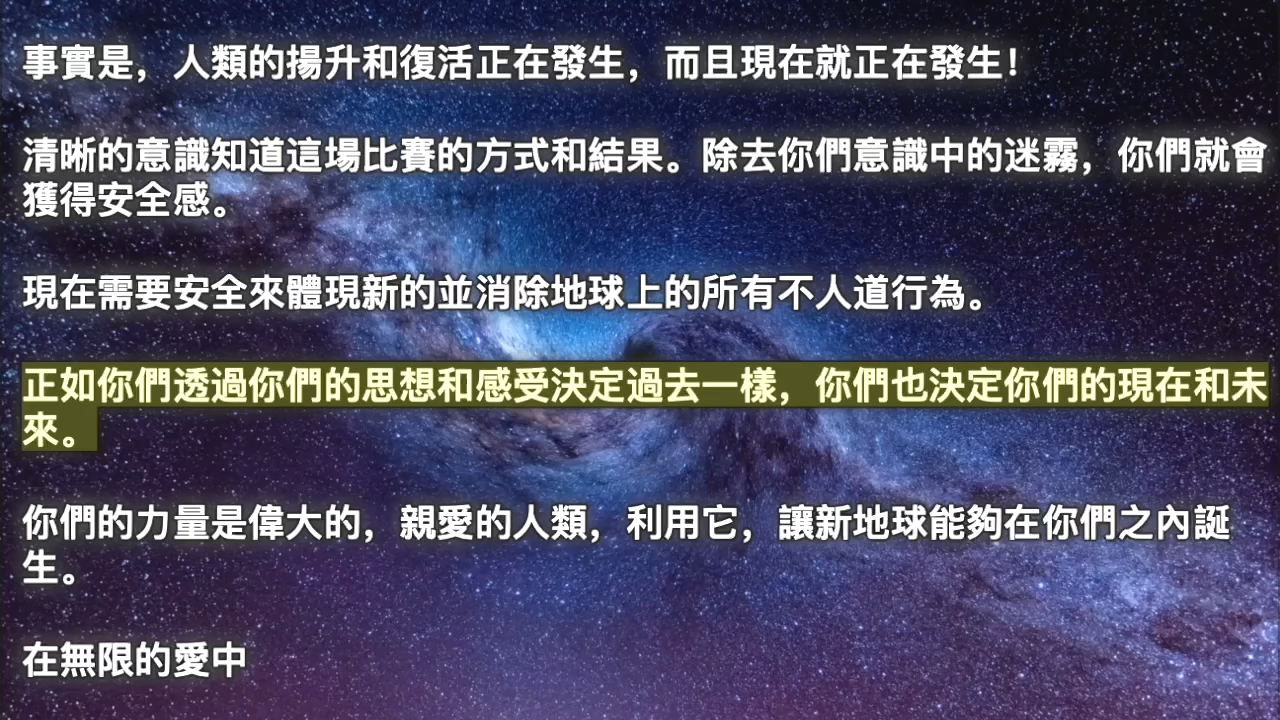 事實是，人類的揚升和復活正在發生，而且現在就正在發生！
清晰的意識知道這場比賽的方式和結果。除去你們意識中的迷霧，你們就會
獲得安全感。
現在需要安全來體現新的並消除地球上的所有不人道行為。
正如你們透過你們的思想和感受決定過去一樣，你們也決定你們的現在和未
來。
你們的力量是偉大的，親愛的人類，利用它，讓新地球能夠在你們之內誕
生。
在無限的愛中